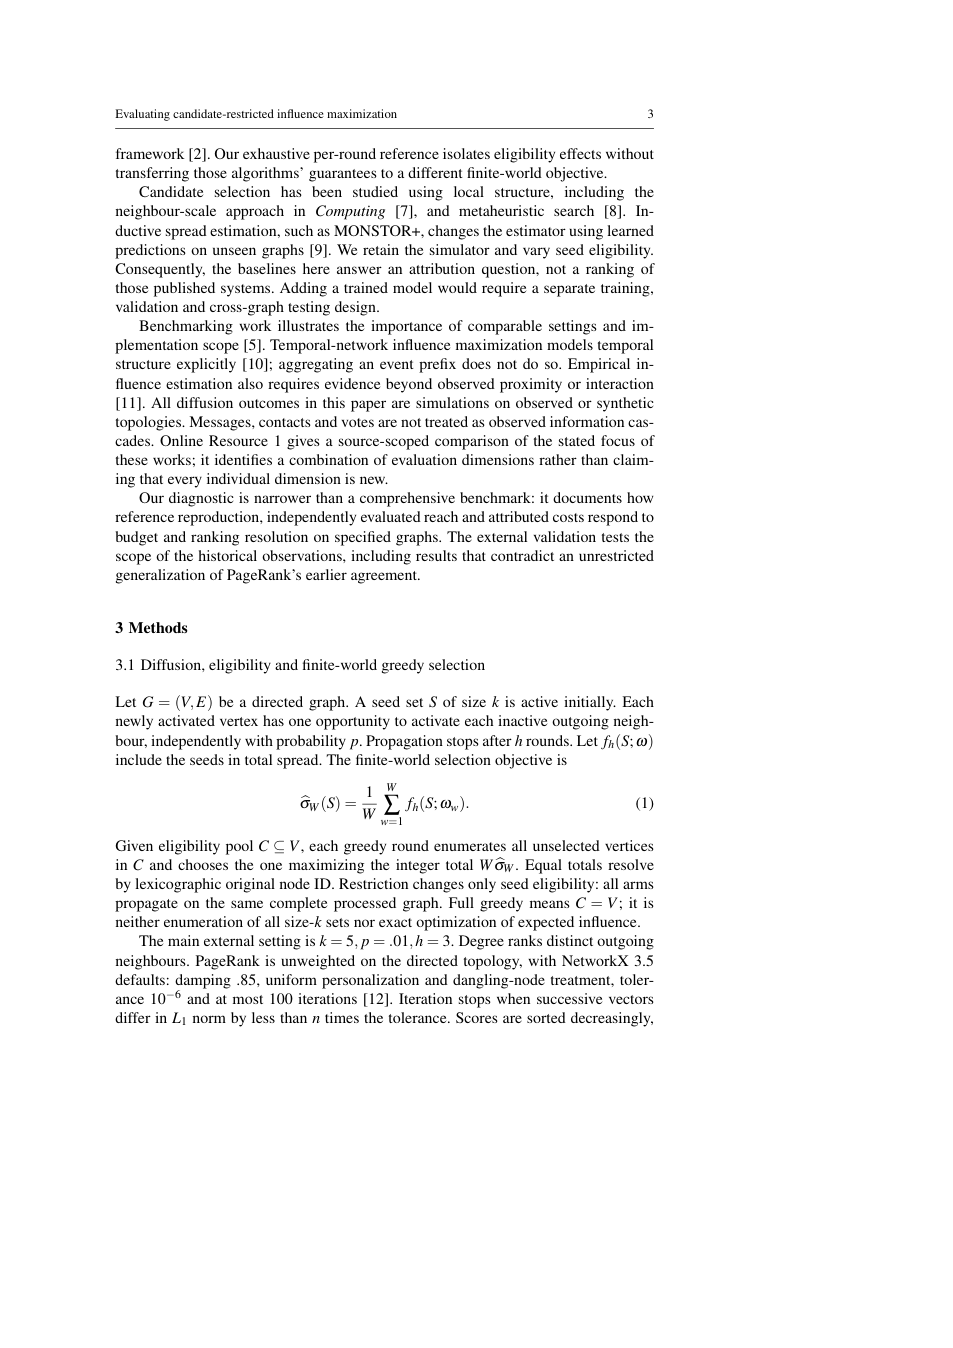 Evaluating candidate-restricted influence maximization 3
framework [2]. Our exhaustive per-round reference isolates eligibility effects without
transferring those algorithms’ guarantees to a different finite-world objective.
Candidate selection has been studied using local structure, including the
neighbour-scale approach in Computing [7], and metaheuristic search [8]. In-
ductive spread estimation, such as MONSTOR+, changes the estimator using learned
predictions on unseen graphs [9]. We retain the simulator and vary seed eligibility.
Consequently, the baselines here answer an attribution question, not a ranking of
those published systems. Adding a trained model would require a separate training,
validation and cross-graph testing design.
Benchmarking work illustrates the importance of comparable settings and im-
plementation scope [5]. Temporal-network influence maximization models temporal
structure explicitly [10]; aggregating an event prefix does not do so. Empirical in-
fluence estimation also requires evidence beyond observed proximity or interaction
[11]. All diffusion outcomes in this paper are simulations on observed or synthetic
topologies. Messages, contacts and votes are not treated as observed information cas-
cades. Online Resource 1 gives a source-scoped comparison of the stated focus of
these works; it identifies a combination of evaluation dimensions rather than claim-
ing that every individual dimension is new.
Our diagnostic is narrower than a comprehensive benchmark: it documents how
reference reproduction, independently evaluated reach and attributed costs respond to
budget and ranking resolution on specified graphs. The external validation tests the
scope of the historical observations, including results that contradict an unrestricted
generalization of PageRank’s earlier agreement.
3 Methods
3.1 Diffusion, eligibility and finite-world greedy selection
Let G = (V,E) be a directed graph. A seed set S of size k is active initially. Each
newly activated vertex has one opportunity to activate each inactive outgoing neigh-
bour, independently with probability p. Propagation stops after h rounds. Let fₕ(S;ω)
include the seeds in total spread. The finite-world selection objective is
σ̂_W(S) = 1/W ∑_{w=1}^{W} fₕ(S;ω_w). (1)
Given eligibility pool C ⊆ V, each greedy round enumerates all unselected vertices
in C and chooses the one maximizing the integer total Wσ̂_W. Equal totals resolve
by lexicographic original node ID. Restriction changes only seed eligibility: all arms
propagate on the same complete processed graph. Full greedy means C = V; it is
neither enumeration of all size-k sets nor exact optimization of expected influence.
The main external setting is k = 5, p = .01, h = 3. Degree ranks distinct outgoing
neighbours. PageRank is unweighted on the directed topology, with NetworkX 3.5
defaults: damping .85, uniform personalization and dangling-node treatment, toler-
ance 10⁻⁶ and at most 100 iterations [12]. Iteration stops when successive vectors
differ in L₁ norm by less than n times the tolerance. Scores are sorted decreasingly,